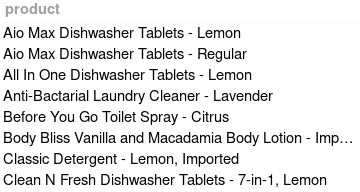 product
Aio Max Dishwasher Tablets - Lemon
Aio Max Dishwasher Tablets - Regular
All In One Dishwasher Tablets - Lemon
Anti-Bactarial Laundry Cleaner - Lavender
Before You Go Toilet Spray - Citrus
Body Bliss Vanilla and Macadamia Body Lotion - Imp...
Classic Detergent - Lemon, Imported
Clean N Fresh Dishwasher Tablets - 7-in-1, Lemon